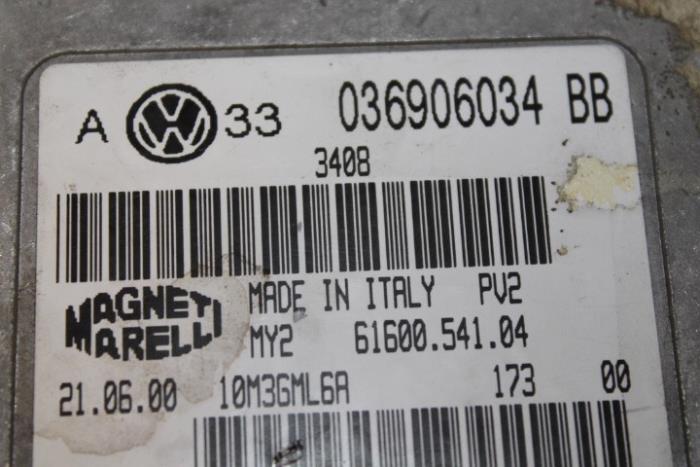 A VW 33 036906034 BB
3408
MAGNETI MARELLI
MADE IN ITALY PV2
MY2 61600.541.04
21.06.00 10M3GML6A 173 00